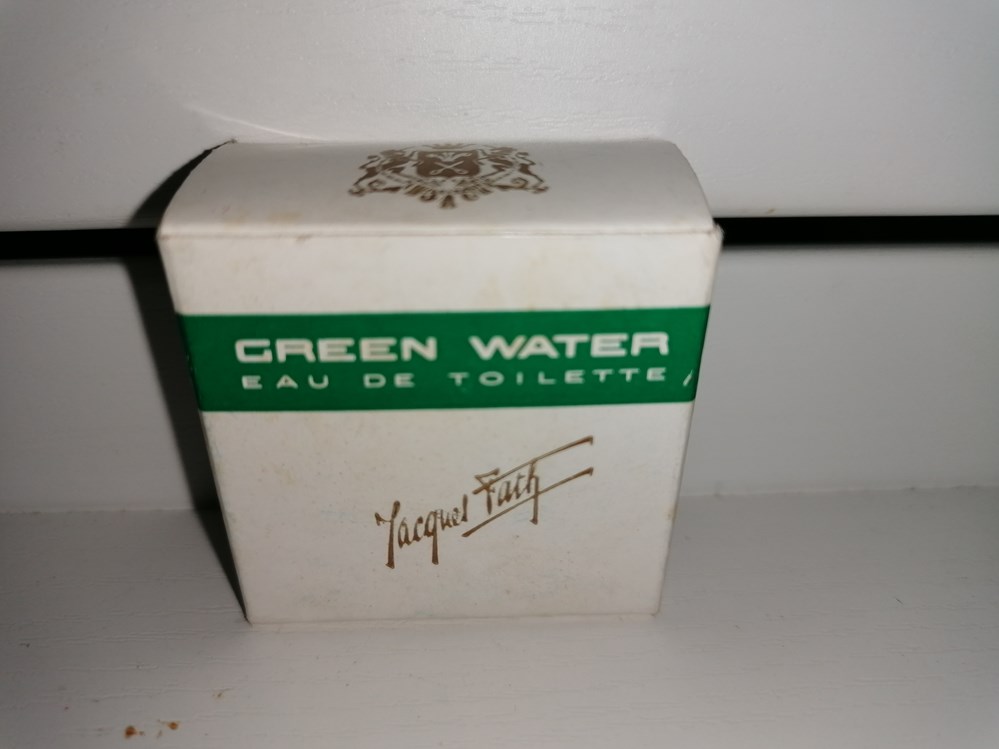 GREEN WATER
EAU DE TOILETTE
Jacques Fath